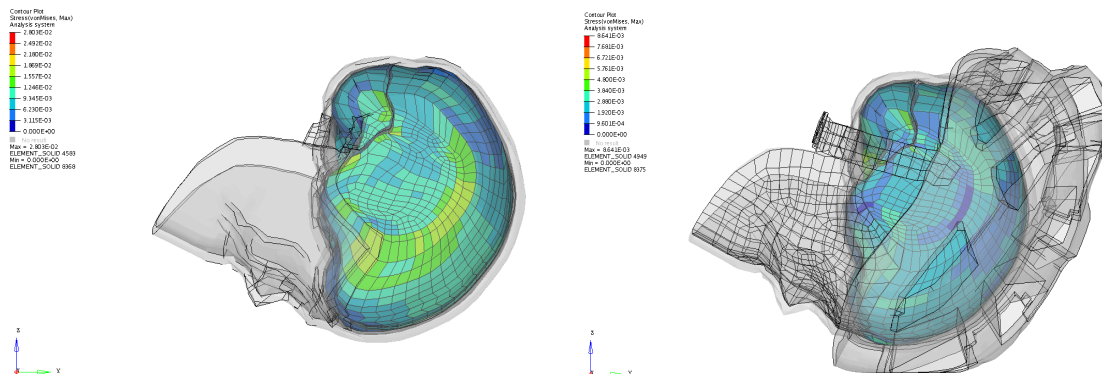 Contour Plot
Stress(vonMises, Max)
Analysis system
2.803E-02
2.492E-02
2.180E-02
1.869E-02
1.557E-02
1.246E-02
9.345E-03
6.230E-03
3.115E-03
0.000E+00
No result
Max = 2.803E-02
ELEMENT_SOLID 4583
Min = 0.000E+00
ELEMENT_SOLID 8368
Z
Y
Contour Plot
Stress(vonMises, Max)
Analysis system
8.641E-03
7.681E-03
6.721E-03
5.761E-03
4.800E-03
3.840E-03
2.880E-03
1.920E-03
9.601E-04
0.000E+00
No result
Max = 8.641E-03
ELEMENT_SOLID 4949
Min = 0.000E+00
ELEMENT_SOLID 8375
Z
Y